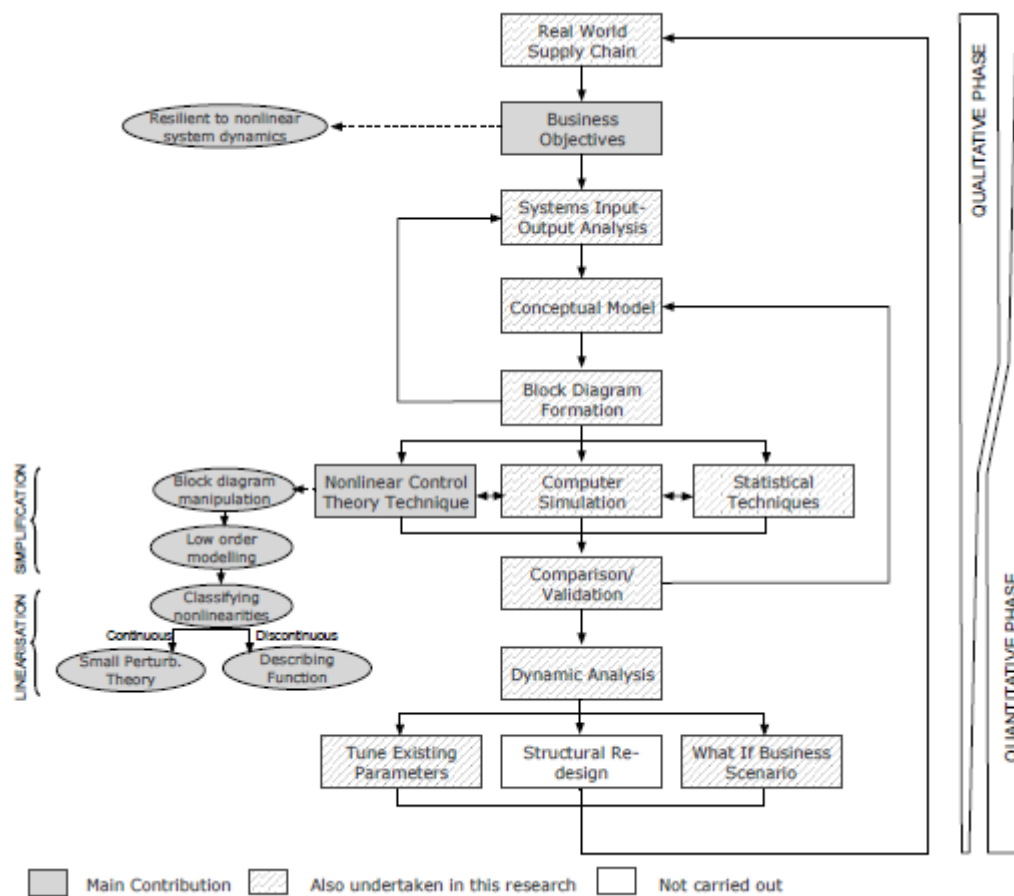 Real World
Supply Chain
Resilient to nonlinear
system dynamics
Business
Objectives
QUALITATIVE PHASE
Systems Input-
Output Analysis
Conceptual Model
Block Diagram
Formation
SIMPLIFICATION
Block diagram
manipulation
Nonlinear Control
Theory Technique
Computer
Simulation
Statistical
Techniques
Low order
modelling
Comparison/
Validation
LINEARISATION
Classifying
nonlinearities
Continuous
Discontinuous
Small Perturb.
Theory
Describing
Function
Dynamic Analysis
QUANTITATIVE PHASE
Tune Existing
Parameters
Structural Re-
design
What If Business
Scenario
Main Contribution
Also undertaken in this research
Not carried out